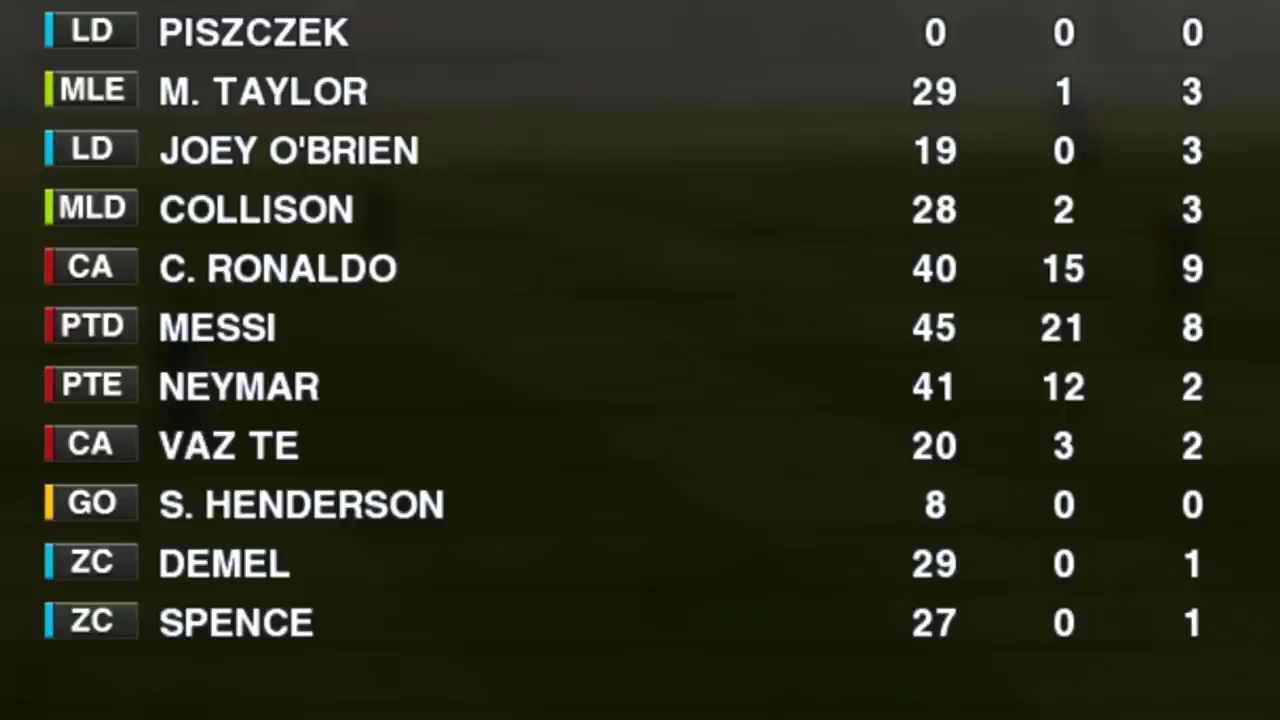 LD PISZCZEK 0 0 0
MLE M. TAYLOR 29 1 3
LD JOEY O'BRIEN 19 0 3
MLD COLLISON 28 2 3
CA C. RONALDO 40 15 9
PTD MESSI 45 21 8
PTE NEYMAR 41 12 2
CA VAZ TE 20 3 2
GO S. HENDERSON 8 0 0
ZC DEMEL 29 0 1
ZC SPENCE 27 0 1